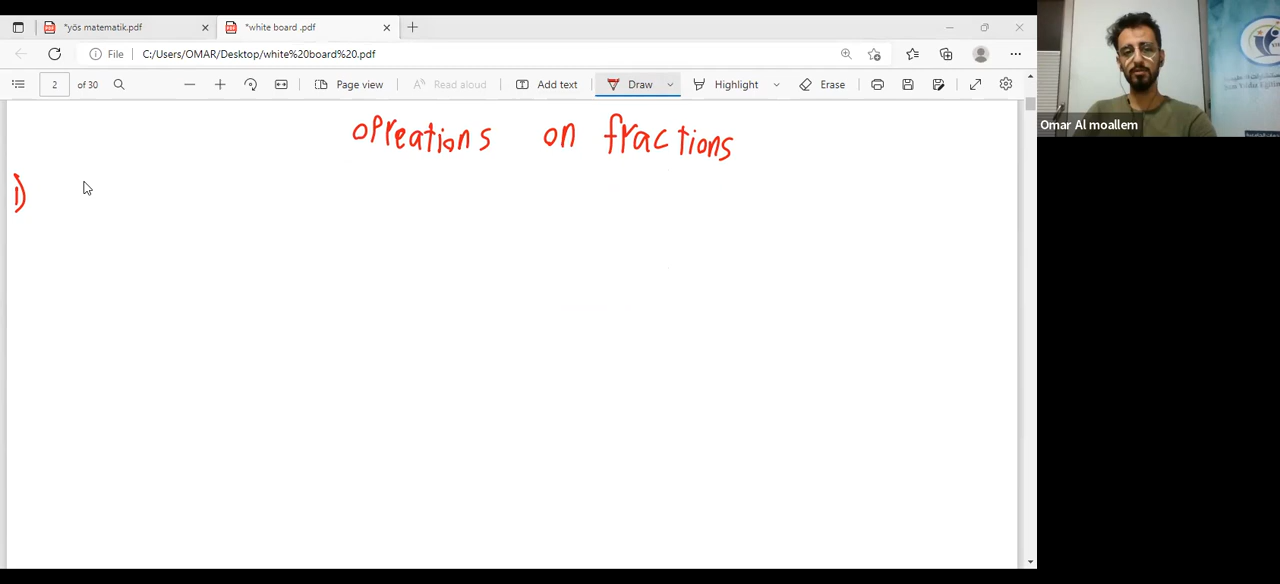 *yös matematik.pdf
*white board .pdf
File
C:/Users/OMAR/Desktop/white%20board%20.pdf
2 of 30
Page view
Read aloud
Add text
Draw
Highlight
Erase
Omar Al moallem
opreations on fractions
1)